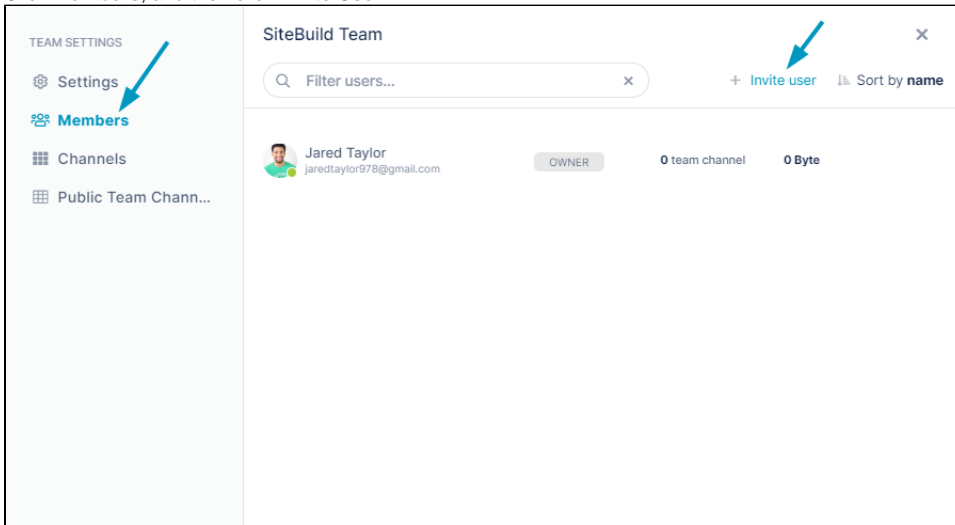 TEAM SETTINGS
Settings
Members
Channels
Public Team Chann...
SiteBuild Team
Filter users...
+ Invite user
Sort by name
Jared Taylor
jaredtaylor978@gmail.com
OWNER
0 team channel
0 Byte